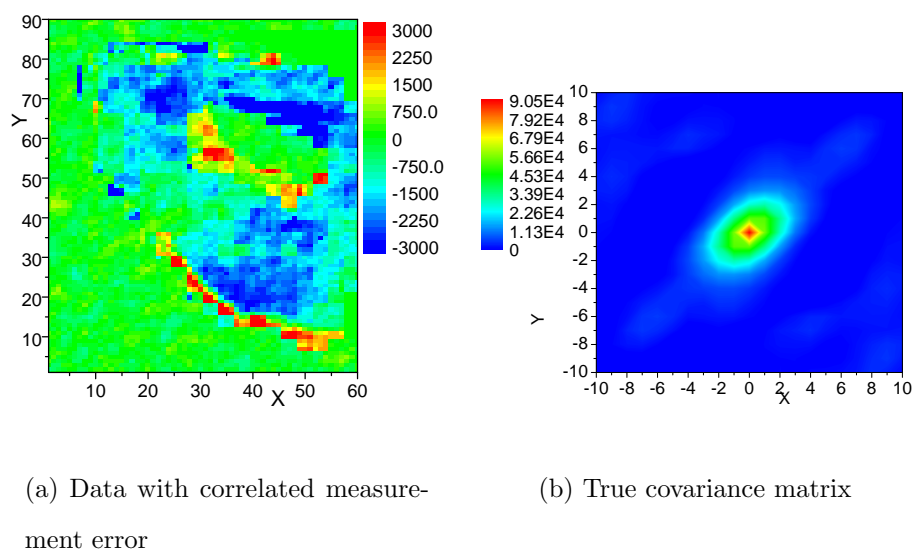 90
80
70
60
50
40
30
20
10
Y
10 20 30 40 50 60
X
3000
2250
1500
750.0
0
-750.0
-1500
-2250
-3000
9.05E4
7.92E4
6.79E4
5.66E4
4.53E4
3.39E4
2.26E4
1.13E4
0
10
8
6
4
2
0
-2
-4
-6
-8
-10
Y
-10 -8 -6 -4 -2 0 2 4 6 8 10
X
(a) Data with correlated measure-
ment error
(b) True covariance matrix